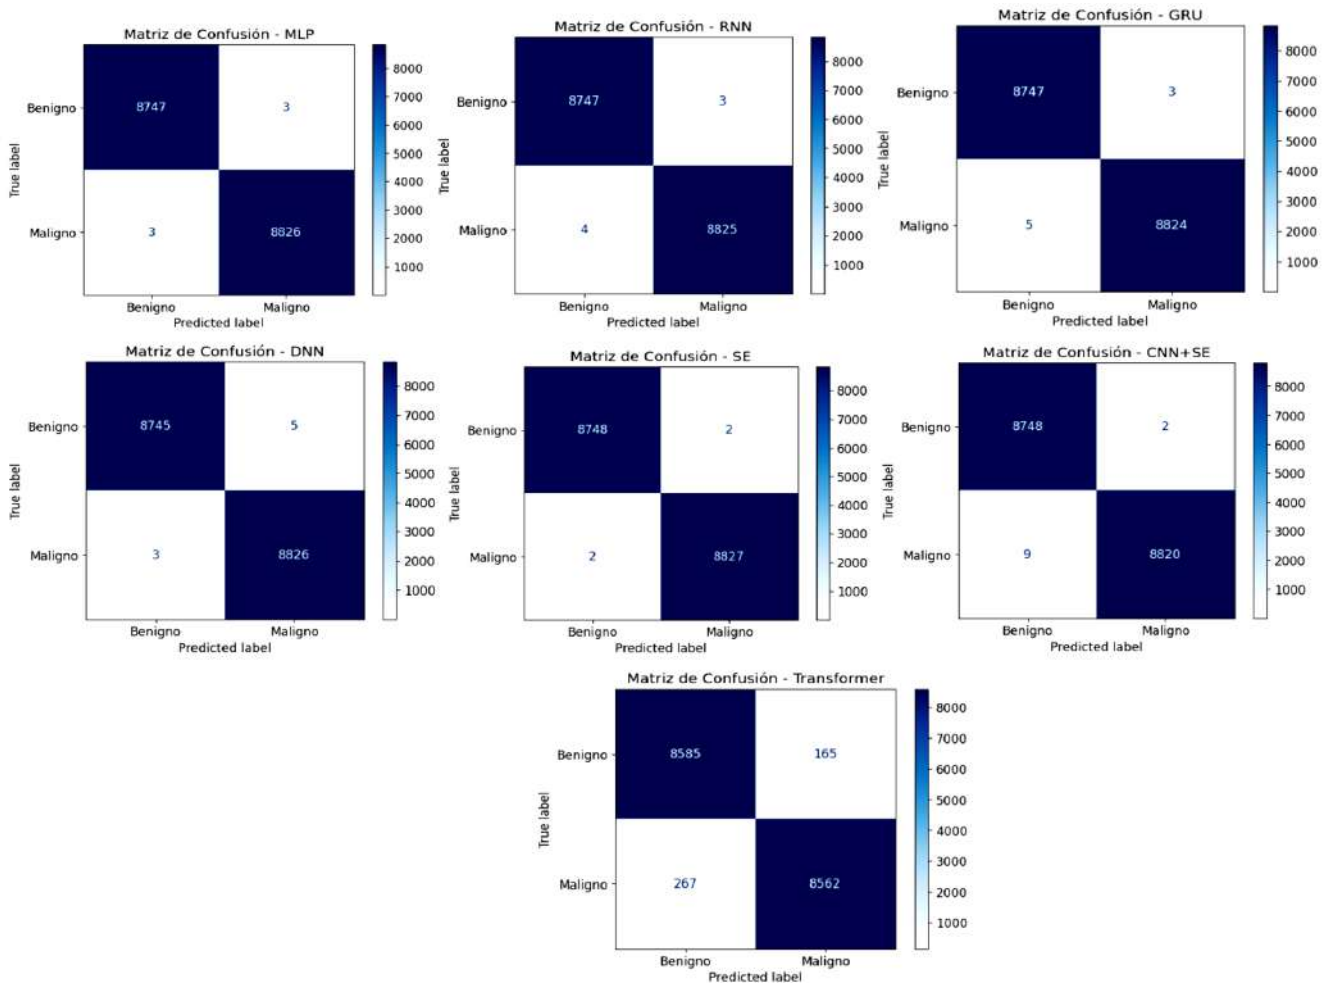 Matriz de Confusión - MLP
True label
Benigno
8747
3
Maligno
3
8826
Benigno
Maligno
Predicted label
8000
7000
6000
5000
4000
3000
2000
1000
Matriz de Confusión - RNN
True label
Benigno
8747
3
Maligno
4
8825
Benigno
Maligno
Predicted label
8000
7000
6000
5000
4000
3000
2000
1000
Matriz de Confusión - GRU
True label
Benigno
8747
3
Maligno
5
8824
Benigno
Maligno
Predicted label
8000
7000
6000
5000
4000
3000
2000
1000
Matriz de Confusión - DNN
True label
Benigno
8745
5
Maligno
3
8826
Benigno
Maligno
Predicted label
8000
7000
6000
5000
4000
3000
2000
1000
Matriz de Confusión - SE
True label
Benigno
8748
2
Maligno
2
8827
Benigno
Maligno
Predicted label
8000
7000
6000
5000
4000
3000
2000
1000
Matriz de Confusión - CNN+SE
True label
Benigno
8748
2
Maligno
9
8820
Benigno
Maligno
Predicted label
8000
7000
6000
5000
4000
3000
2000
1000
Matriz de Confusión - Transformer
True label
Benigno
8585
165
Maligno
267
8562
Benigno
Maligno
Predicted label
8000
7000
6000
5000
4000
3000
2000
1000